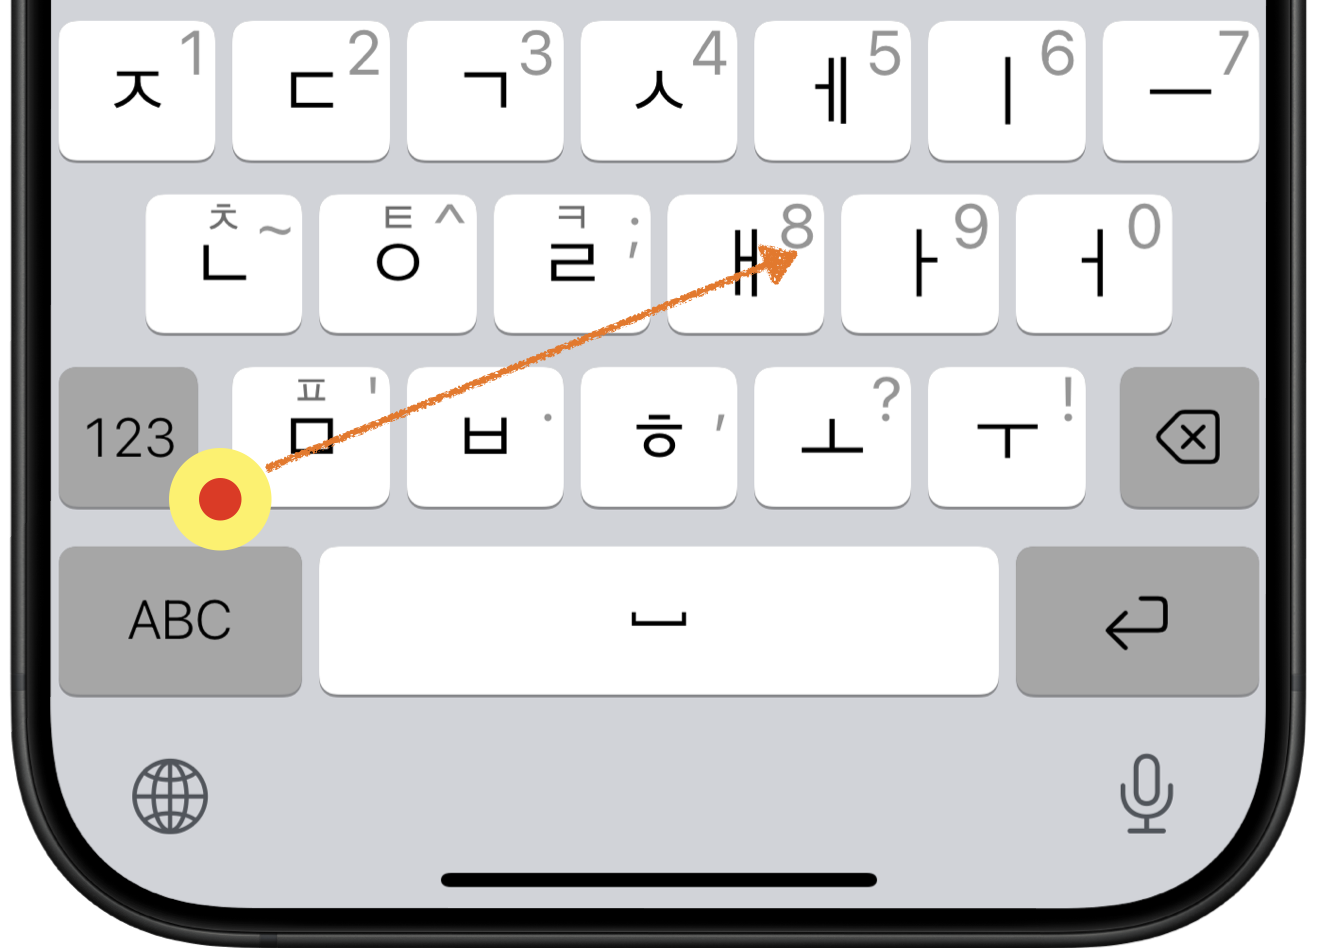 ㅈ 1 ㄷ 2 ㄱ 3 ㅅ 4 ㅔ 5 ㅣ 6 ㅡ 7
ㄴ ㅊ ~ ㅇ ㅌ ^ ㄹ ㅋ ; ㅐ 8 ㅏ 9 ㅓ 0
123 ㅁ ㅍ ' ㅂ . ㅎ , ㅗ ? ㅜ !
ABC